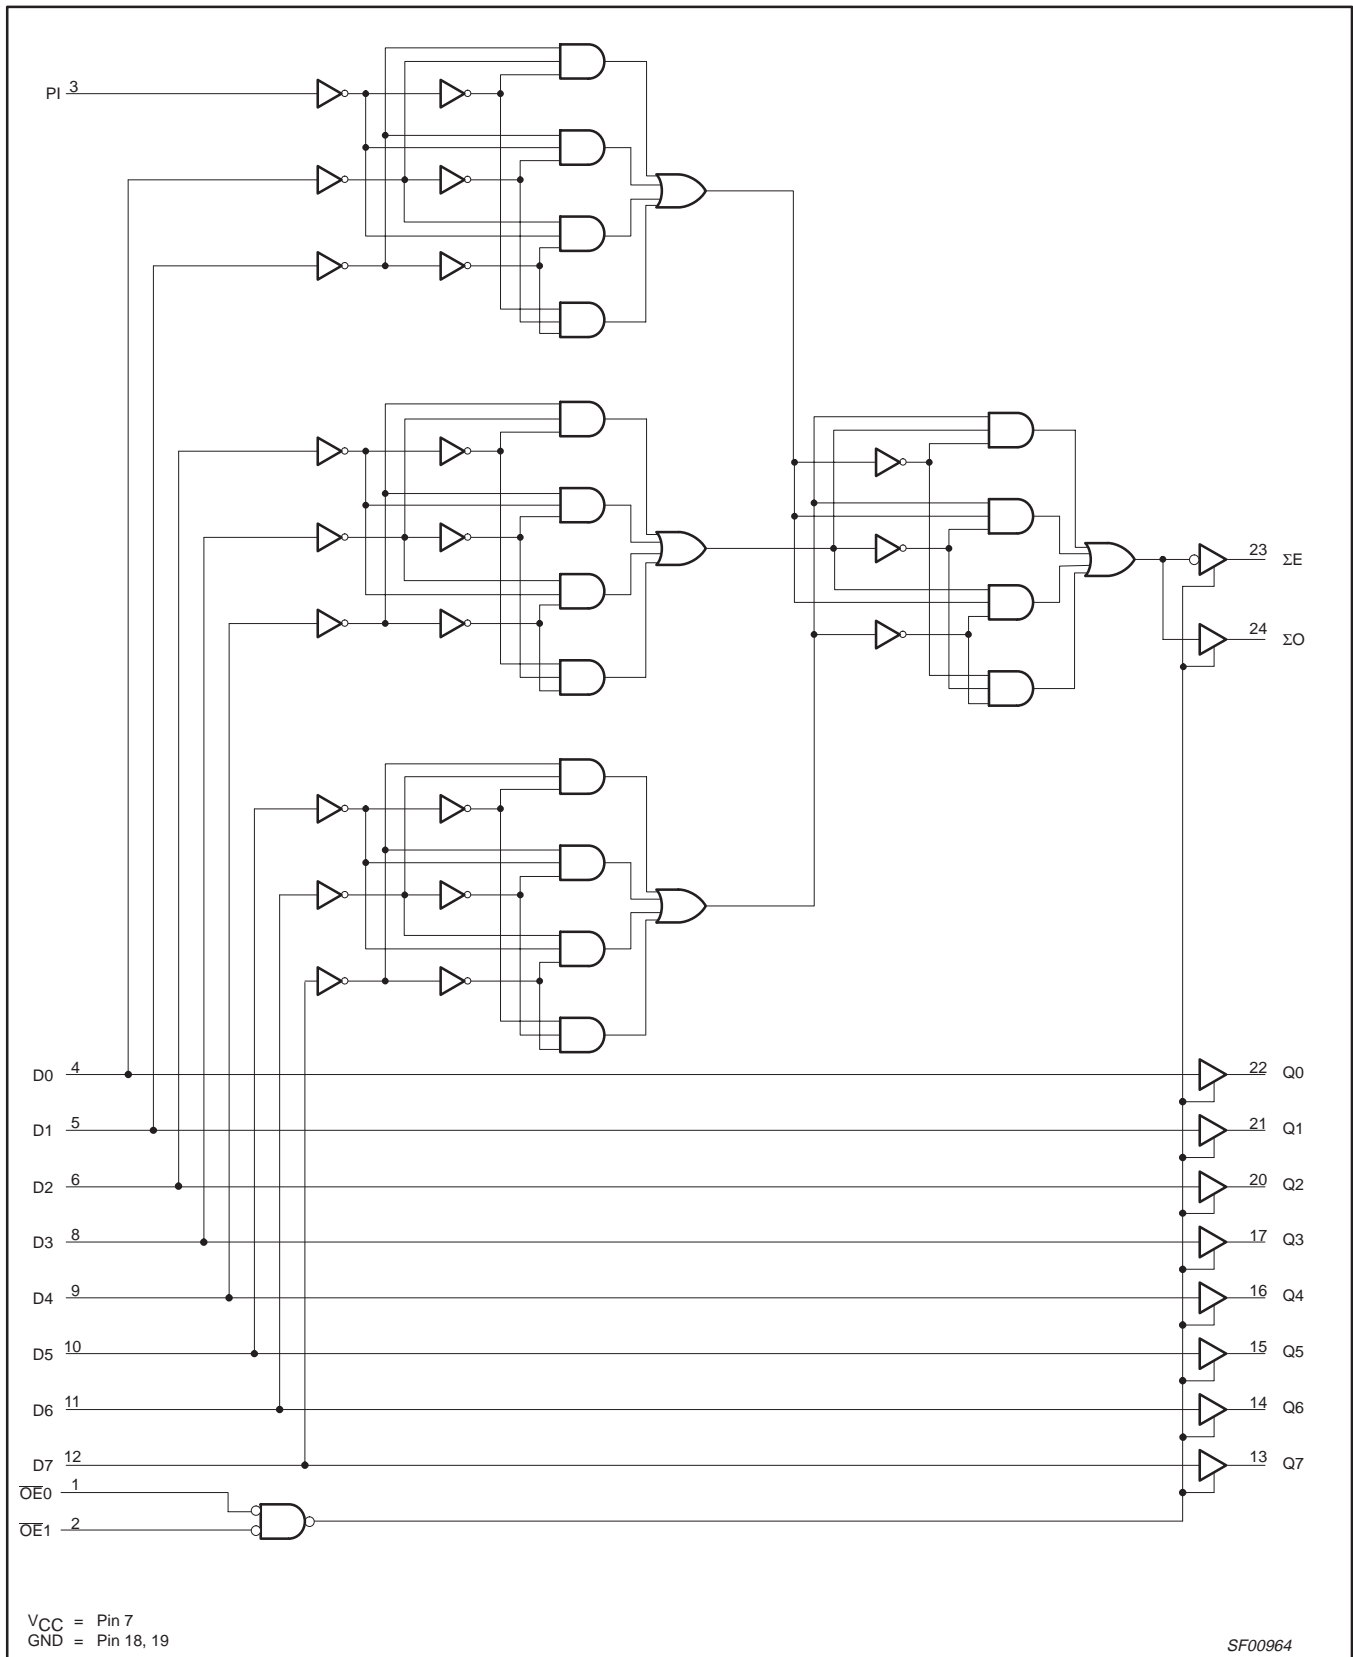 PI 3
23 ΣE
24 ΣO
D0 4
22 Q0
D1 5
21 Q1
D2 6
20 Q2
D3 8
17 Q3
D4 9
16 Q4
D5 10
15 Q5
D6 11
14 Q6
D7 12
13 Q7
O̅E̅0 1
O̅E̅1 2
VCC = Pin 7
GND = Pin 18, 19
SF00964